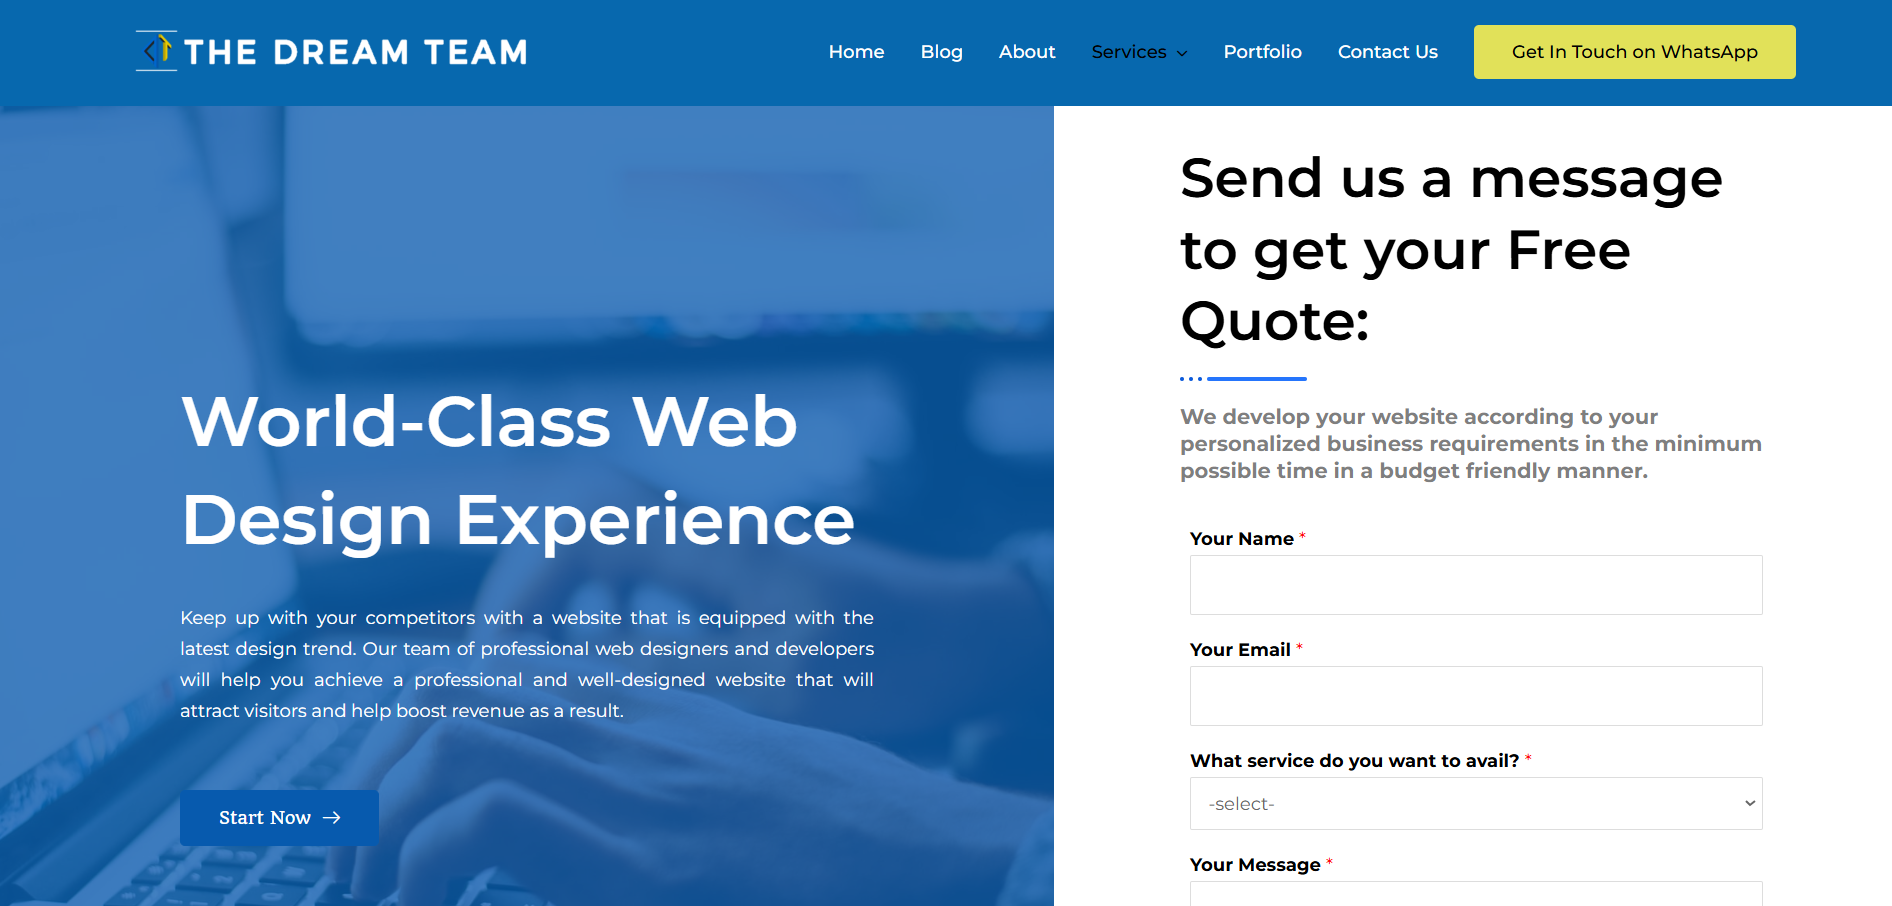 THE DREAM TEAM
Home Blog About Services Portfolio Contact Us Get In Touch on WhatsApp
World-Class Web
Design Experience
Keep up with your competitors with a website that is equipped with the
latest design trend. Our team of professional web designers and developers
will help you achieve a professional and well-designed website that will
attract visitors and help boost revenue as a result.
Start Now →
Send us a message
to get your Free
Quote:
We develop your website according to your
personalized business requirements in the minimum
possible time in a budget friendly manner.
Your Name *
Your Email *
What service do you want to avail? *
-select-
Your Message *